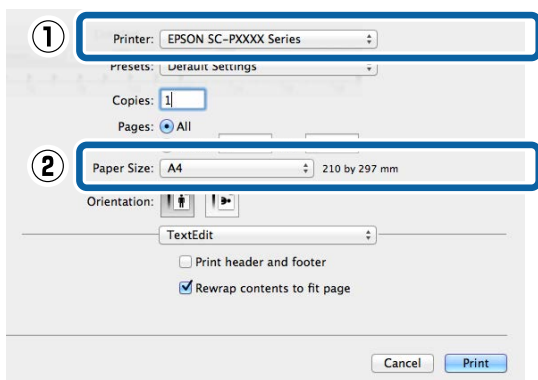 1
Printer: EPSON SC-PXXXX Series
Presets: Default Settings
Copies: 1
Pages: All
2
Paper Size: A4 210 by 297 mm
Orientation:
TextEdit
Print header and footer
Rewrap contents to fit page
Cancel Print